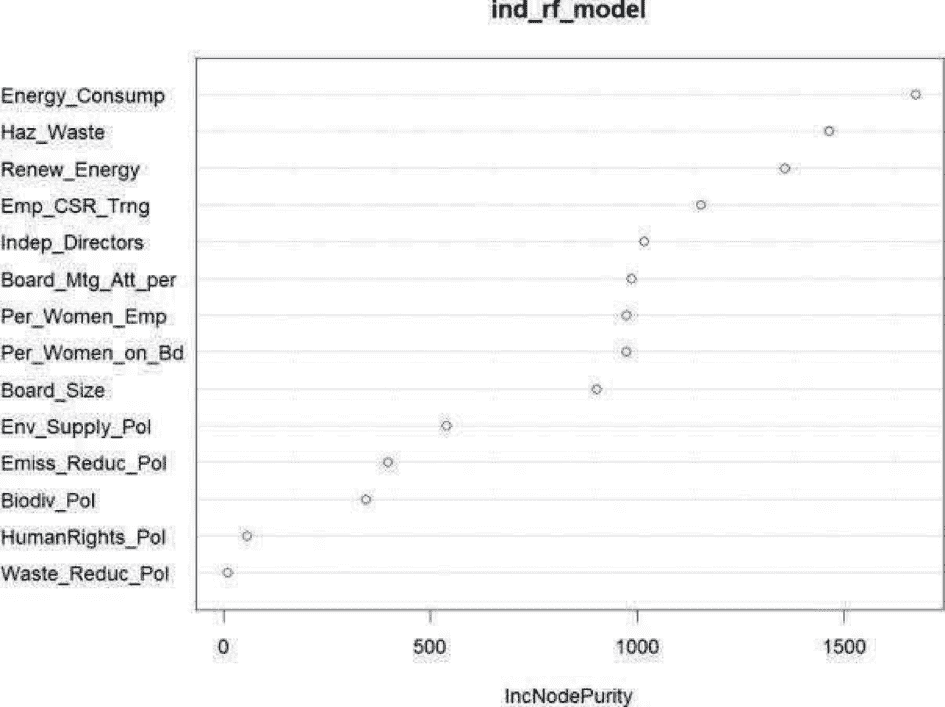 ind_rf_model
Energy_Consump
Haz_Waste
Renew_Energy
Emp_CSR_Trng
Indep_Directors
Board_Mtg_Att_per
Per_Women_Emp
Per_Women_on_Bd
Board_Size
Env_Supply_Pol
Emiss_Reduc_Pol
Biodiv_Pol
HumanRights_Pol
Waste_Reduc_Pol
0 500 1000 1500
IncNodePurity